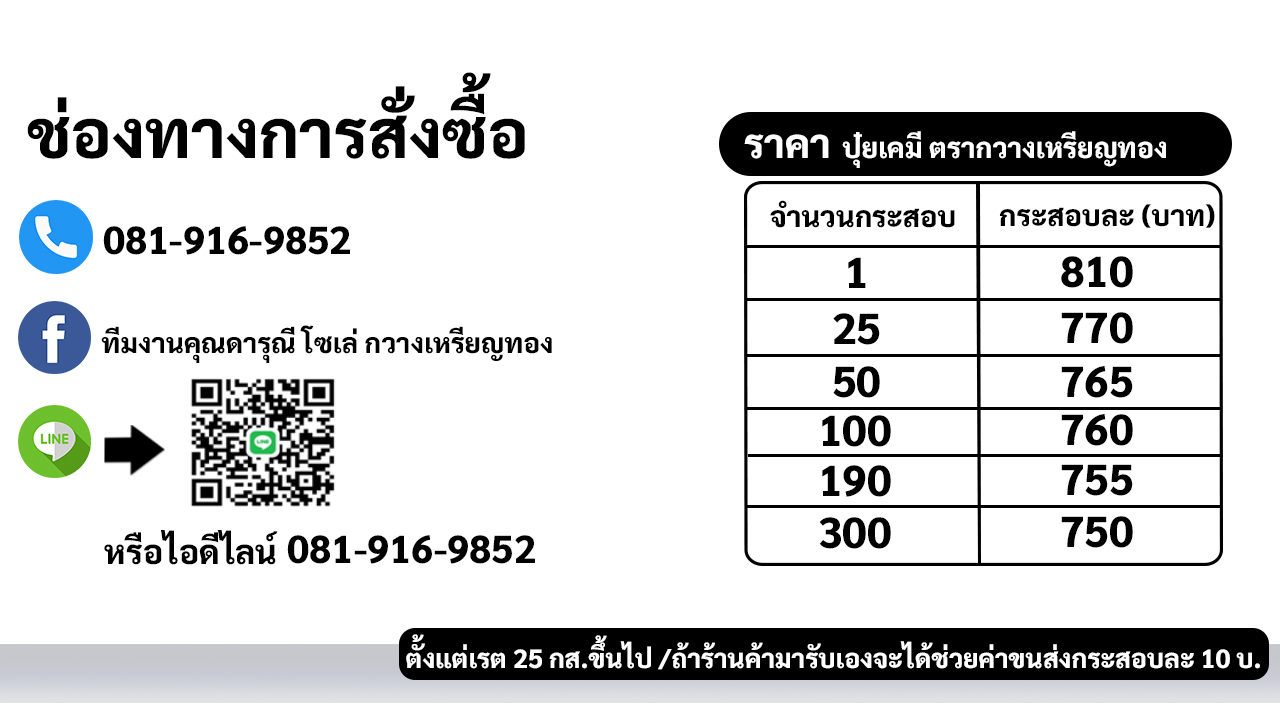 ช่องทางการสั่งซื้อ
081-916-9852
ทีมงานคุณดารุณี โซเล่ กวางเหรียญทอง
LINE
LINE
หรือไอดีไลน์ 081-916-9852
ราคา ปุ๋ยเคมี ตรากวางเหรียญทอง
จำนวนกระสอบ กระสอบละ (บาท)
1 810
25 770
50 765
100 760
190 755
300 750
ตั้งแต่เรต 25 กส.ขึ้นไป /ถ้าร้านค้ามารับเองจะได้ช่วยค่าขนส่งกระสอบละ 10 บ.